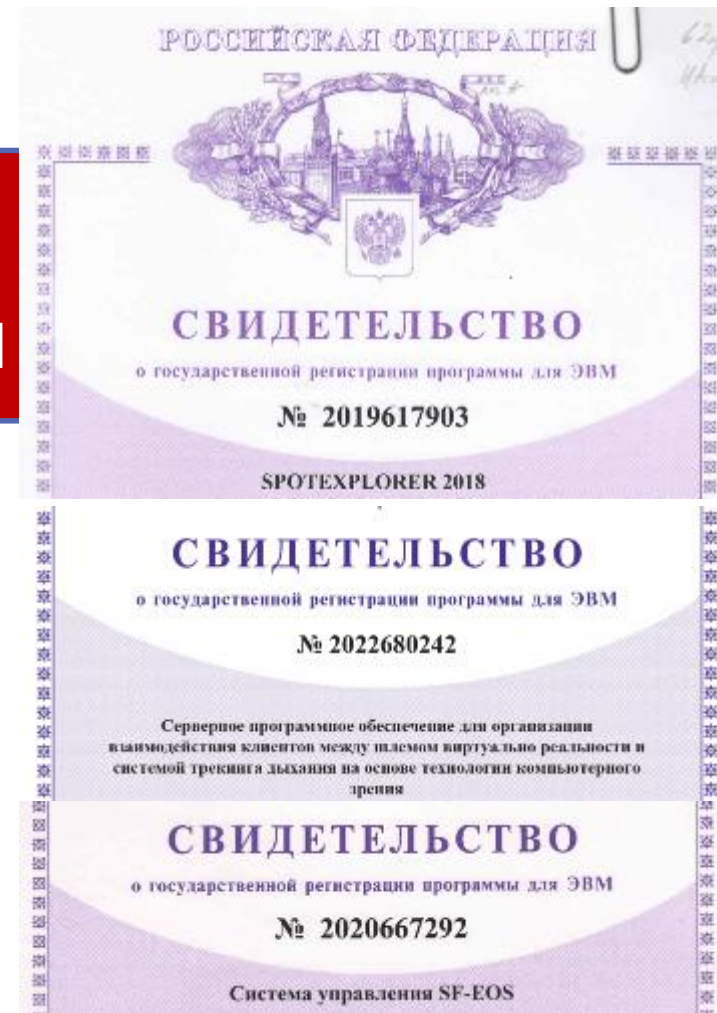 РОССИЙСКАЯ ФЕДЕРАЦИЯ
СВИДЕТЕЛЬСТВО
о государственной регистрации программы для ЭВМ
№ 2019617903
SPOTEXPLORER 2018
СВИДЕТЕЛЬСТВО
о государственной регистрации программы для ЭВМ
№ 2022680242
Серверное программное обеспечение для организации
взаимодействия клиентов между шлемом виртуально реальности и
системой трекинга дыхания на основе технологии компьютерного
зрения
СВИДЕТЕЛЬСТВО
о государственной регистрации программы для ЭВМ
№ 2020667292
Система управления SF-EOS